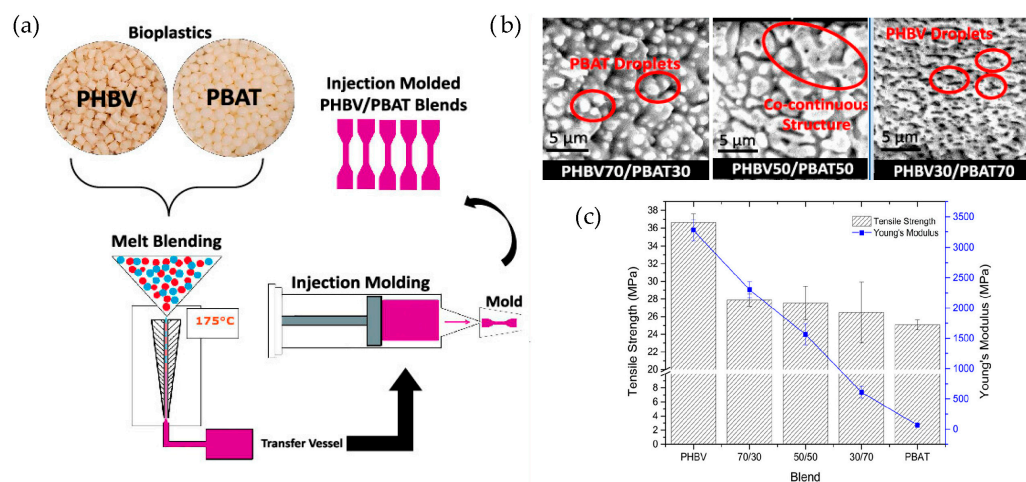 (a)
Bioplastics
PHBV
PBAT
Injection Molded
PHBV/PBAT Blends
Melt Blending
175°C
Injection Molding
Mold
Transfer Vessel
(b)
PBAT Droplets
5 µm
PHBV70/PBAT30
Co-continuous
Structure
5 µm
PHBV50/PBAT50
PHBV Droplets
5 µm
PHBV30/PBAT70
(c)
Tensile Strength
Young's Modulus
Tensile Strength (MPa)
38
36
34
32
30
28
26
24
22
20
8
6
4
2
0
PHBV
70/30
50/50
30/70
PBAT
Blend
3500
3000
2500
2000
1500
1000
500
0
Young's Modulus (MPa)